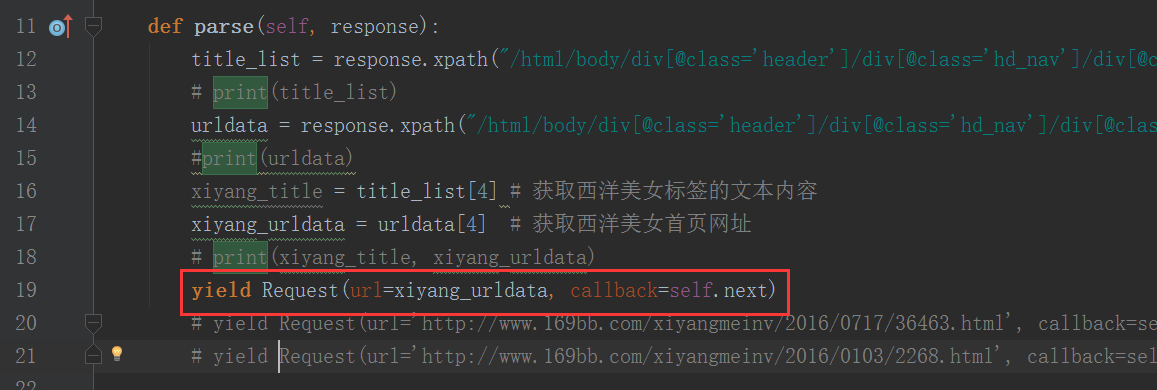 11 def parse(self, response):
12 title_list = response.xpath("/html/body/div[@class='header']/div[@class='hd_nav']/div[@c
13 # print(title_list)
14 urldata = response.xpath("/html/body/div[@class='header']/div[@class='hd_nav']/div[@clas
15 #print(urldata)
16 xiyang_title = title_list[4] # 获取西洋美女标签的文本内容
17 xiyang_urldata = urldata[4] # 获取西洋美女首页网址
18 # print(xiyang_title, xiyang_urldata)
19 yield Request(url=xiyang_urldata, callback=self.next)
20 # yield Request(url='http://www.169bb.com/xiyangmeinv/2016/0717/36463.html', callback=se
21 # yield Request(url='http://www.169bb.com/xiyangmeinv/2016/0103/2268.html', callback=sel
22